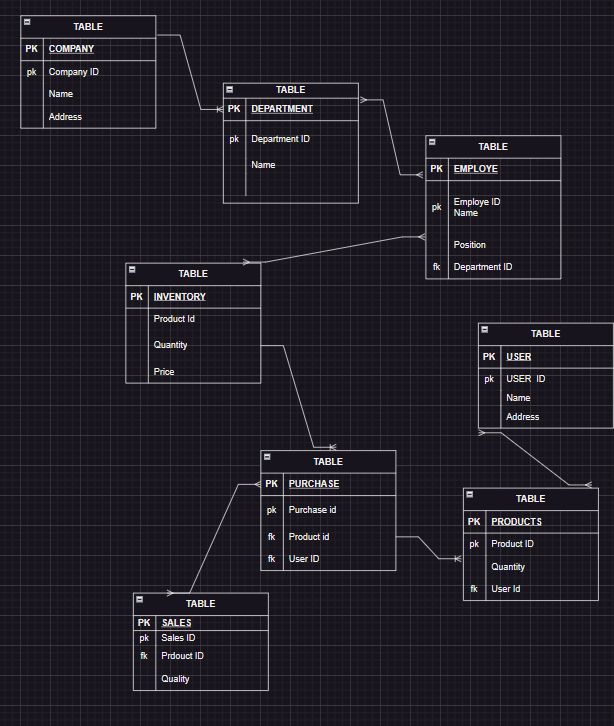 TABLE
PK COMPANY
pk Company ID
Name
Address
TABLE
PK DEPARTMENT
pk Department ID
Name
TABLE
PK EMPLOYE
pk Employe ID
Name
Position
fk Department ID
TABLE
PK INVENTORY
Product Id
Quantity
Price
TABLE
PK USER
pk USER ID
Name
Address
TABLE
PK PURCHASE
pk Purchase id
fk Product id
fk User ID
TABLE
PK PRODUCTS
pk Product ID
Quantity
fk User Id
TABLE
PK SALES
pk Sales ID
fk Prdouct ID
Quality